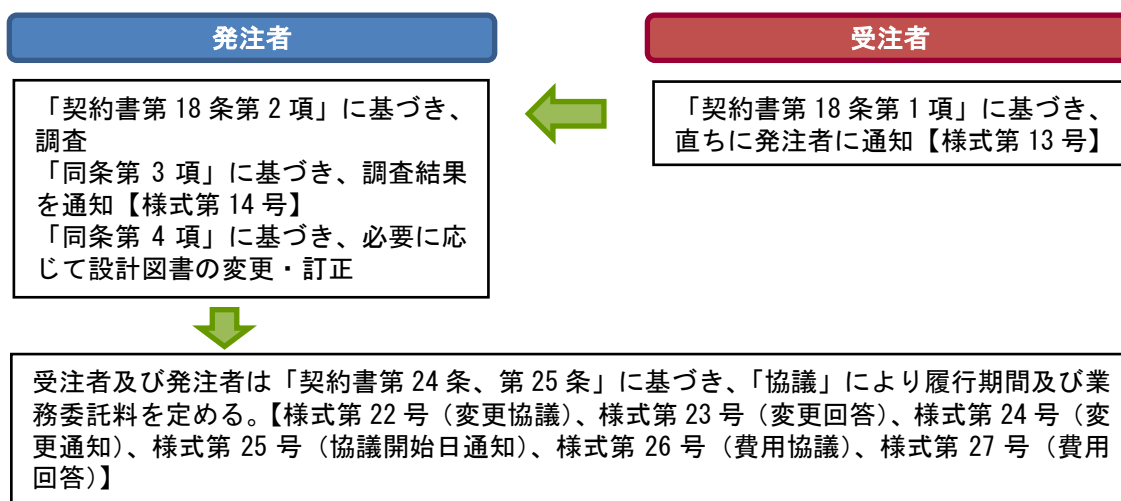 発注者
受注者
「契約書第 18 条第 2 項」に基づき、
調査
「同条第 3 項」に基づき、調査結果
を通知【様式第 14 号】
「同条第 4 項」に基づき、必要に応
じて設計図書の変更・訂正
「契約書第 18 条第 1 項」に基づき、
直ちに発注者に通知【様式第 13 号】
受注者及び発注者は「契約書第 24 条、第 25 条」に基づき、「協議」により履行期間及び業
務委託料を定める。【様式第 22 号（変更協議）、様式第 23 号（変更回答）、様式第 24 号（変
更通知）、様式第 25 号（協議開始日通知）、様式第 26 号（費用協議）、様式第 27 号（費用
回答）】